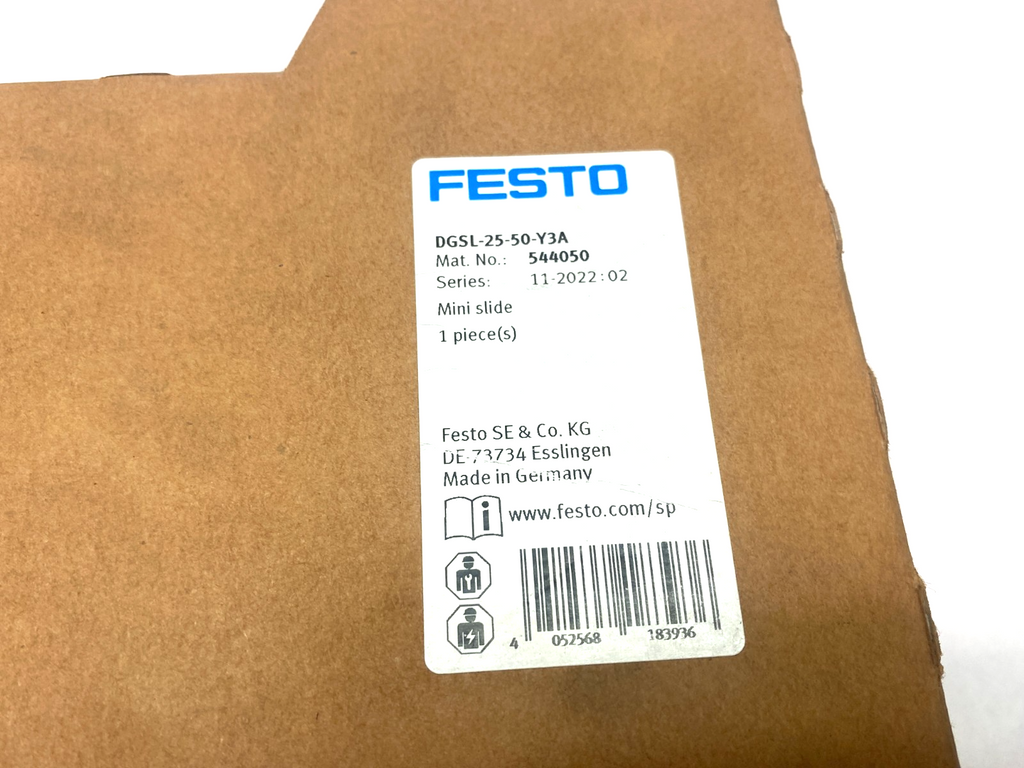 FESTO
DGSL-25-50-Y3A
Mat. No.: 544050
Series: 11-2022:02
Mini slide
1 piece(s)
Festo SE & Co. KG
DE-73734 Esslingen
Made in Germany
www.festo.com/sp
4 052568 183936